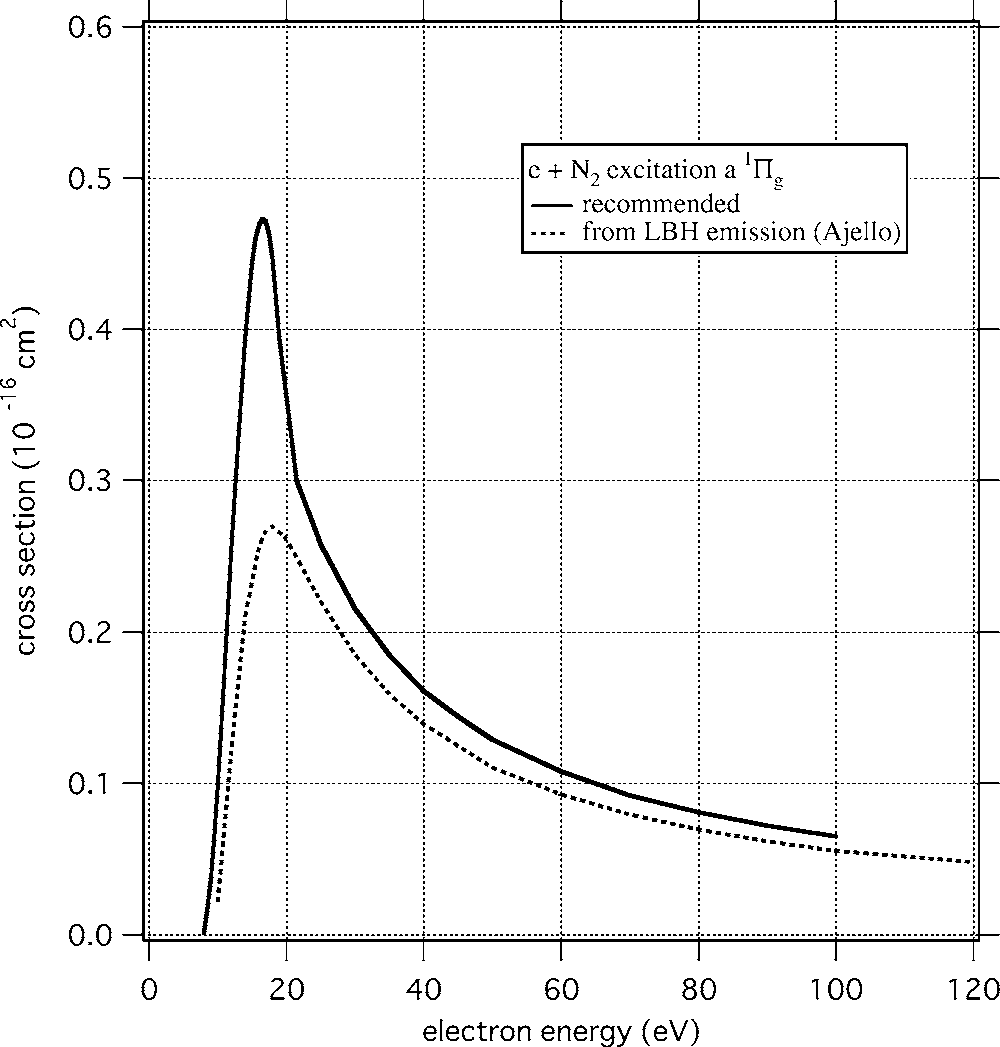 0.6
0.5
0.4
0.3
0.2
0.1
0.0
cross section (10 -16 cm2)
e + N2 excitation a 1Πg
recommended
from LBH emission (Ajello)
0 20 40 60 80 100 120
electron energy (eV)